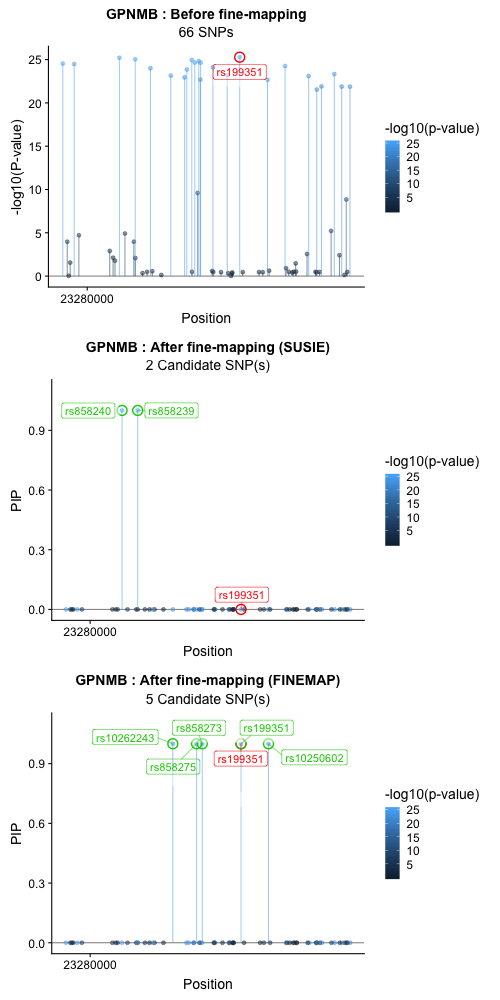 GPNMB : Before fine-mapping
66 SNPs
25
20
15
10
5
0
-log10(P-value)
rs199351
23280000
Position
-log10(p-value)
25
20
15
10
5
GPNMB : After fine-mapping (SUSIE)
2 Candidate SNP(s)
0.9
0.6
0.3
0.0
PIP
rs858240
rs858239
rs199351
23280000
Position
-log10(p-value)
25
20
15
10
5
GPNMB : After fine-mapping (FINEMAP)
5 Candidate SNP(s)
0.9
0.6
0.3
0.0
PIP
rs858273
rs199351
rs10262243
rs199351
rs10250602
rs858275
23280000
Position
-log10(p-value)
25
20
15
10
5